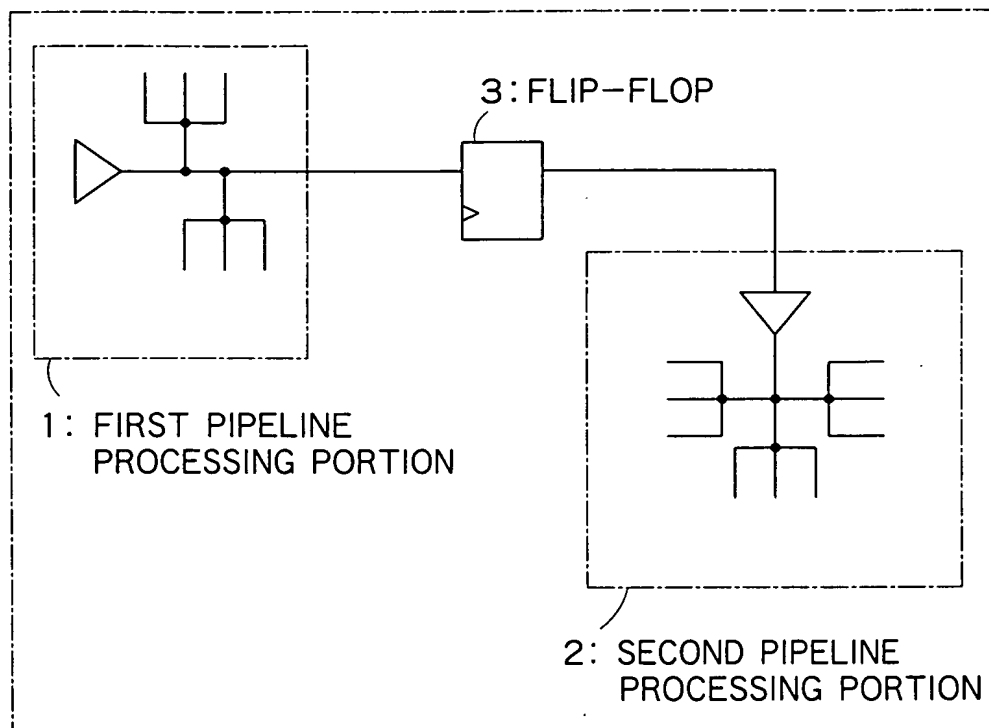 3: FLIP-FLOP
1: FIRST PIPELINE
PROCESSING PORTION
2: SECOND PIPELINE
PROCESSING PORTION